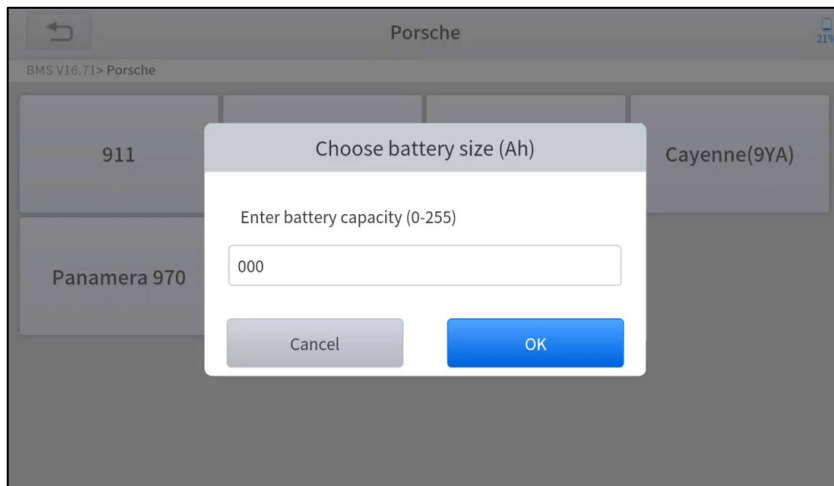 Porsche
21%
BMS V16.71> Porsche
911
Cayenne(9YA)
Choose battery size (Ah)
Enter battery capacity (0-255)
000
Panamera 970
Cancel
OK